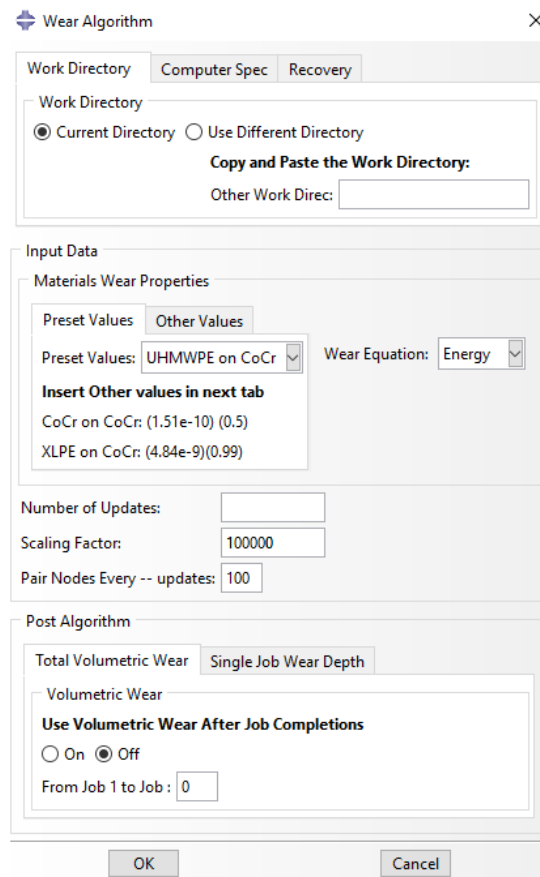 Wear Algorithm
Work Directory Computer Spec Recovery
Work Directory
Current Directory Use Different Directory
Copy and Paste the Work Directory:
Other Work Direc:
Input Data
Materials Wear Properties
Preset Values Other Values
Preset Values: UHMWPE on CoCr Wear Equation: Energy
Insert Other values in next tab
CoCr on CoCr: (1.51e-10) (0.5)
XLPE on CoCr: (4.84e-9)(0.99)
Number of Updates:
Scaling Factor: 100000
Pair Nodes Every -- updates: 100
Post Algorithm
Total Volumetric Wear Single Job Wear Depth
Volumetric Wear
Use Volumetric Wear After Job Completions
On Off
From Job 1 to Job : 0
OK Cancel